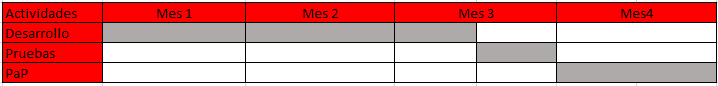 Actividades Mes 1 Mes 2 Mes 3 Mes4
Desarrollo
Pruebas
PaP